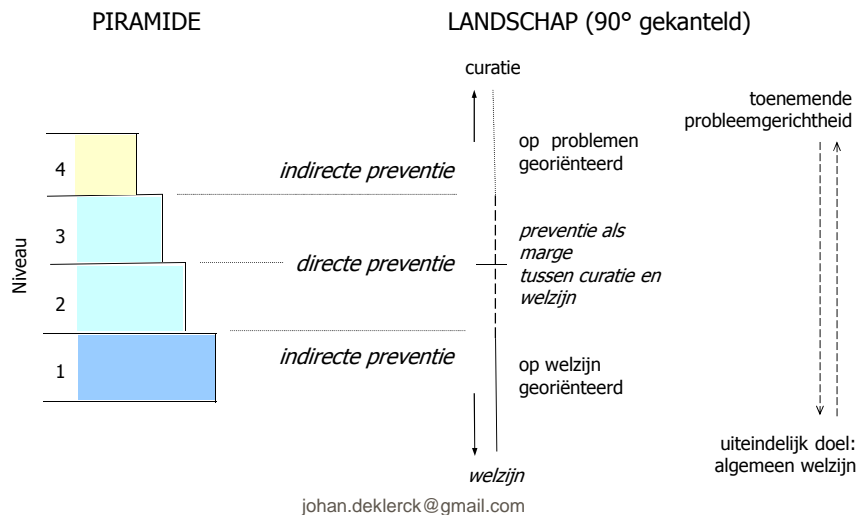 PIRAMIDE
LANDSCHAP (90° gekanteld)
curatie
toenemende
probleemgerichtheid
op problemen
georiënteerd
4
indirecte preventie
3
preventie als
marge
tussen curatie en
welzijn
directe preventie
Niveau
2
1
indirecte preventie
op welzijn
georiënteerd
uiteindelijk doel:
algemeen welzijn
welzijn
johan.deklerck@gmail.com